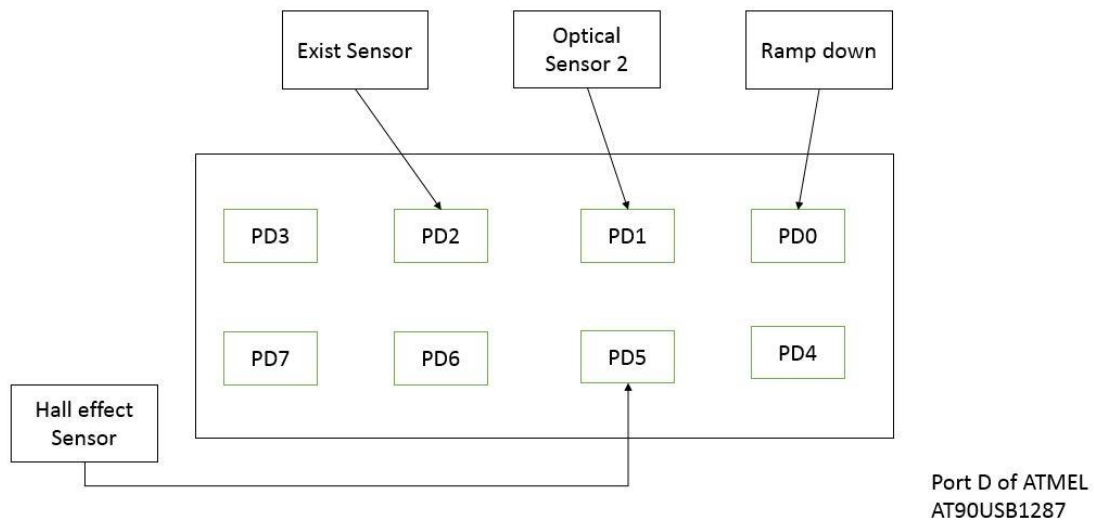 Exist Sensor
Optical
Sensor 2
Ramp down
PD3
PD2
PD1
PD0
PD7
PD6
PD5
PD4
Hall effect
Sensor
Port D of ATMEL
AT90USB1287